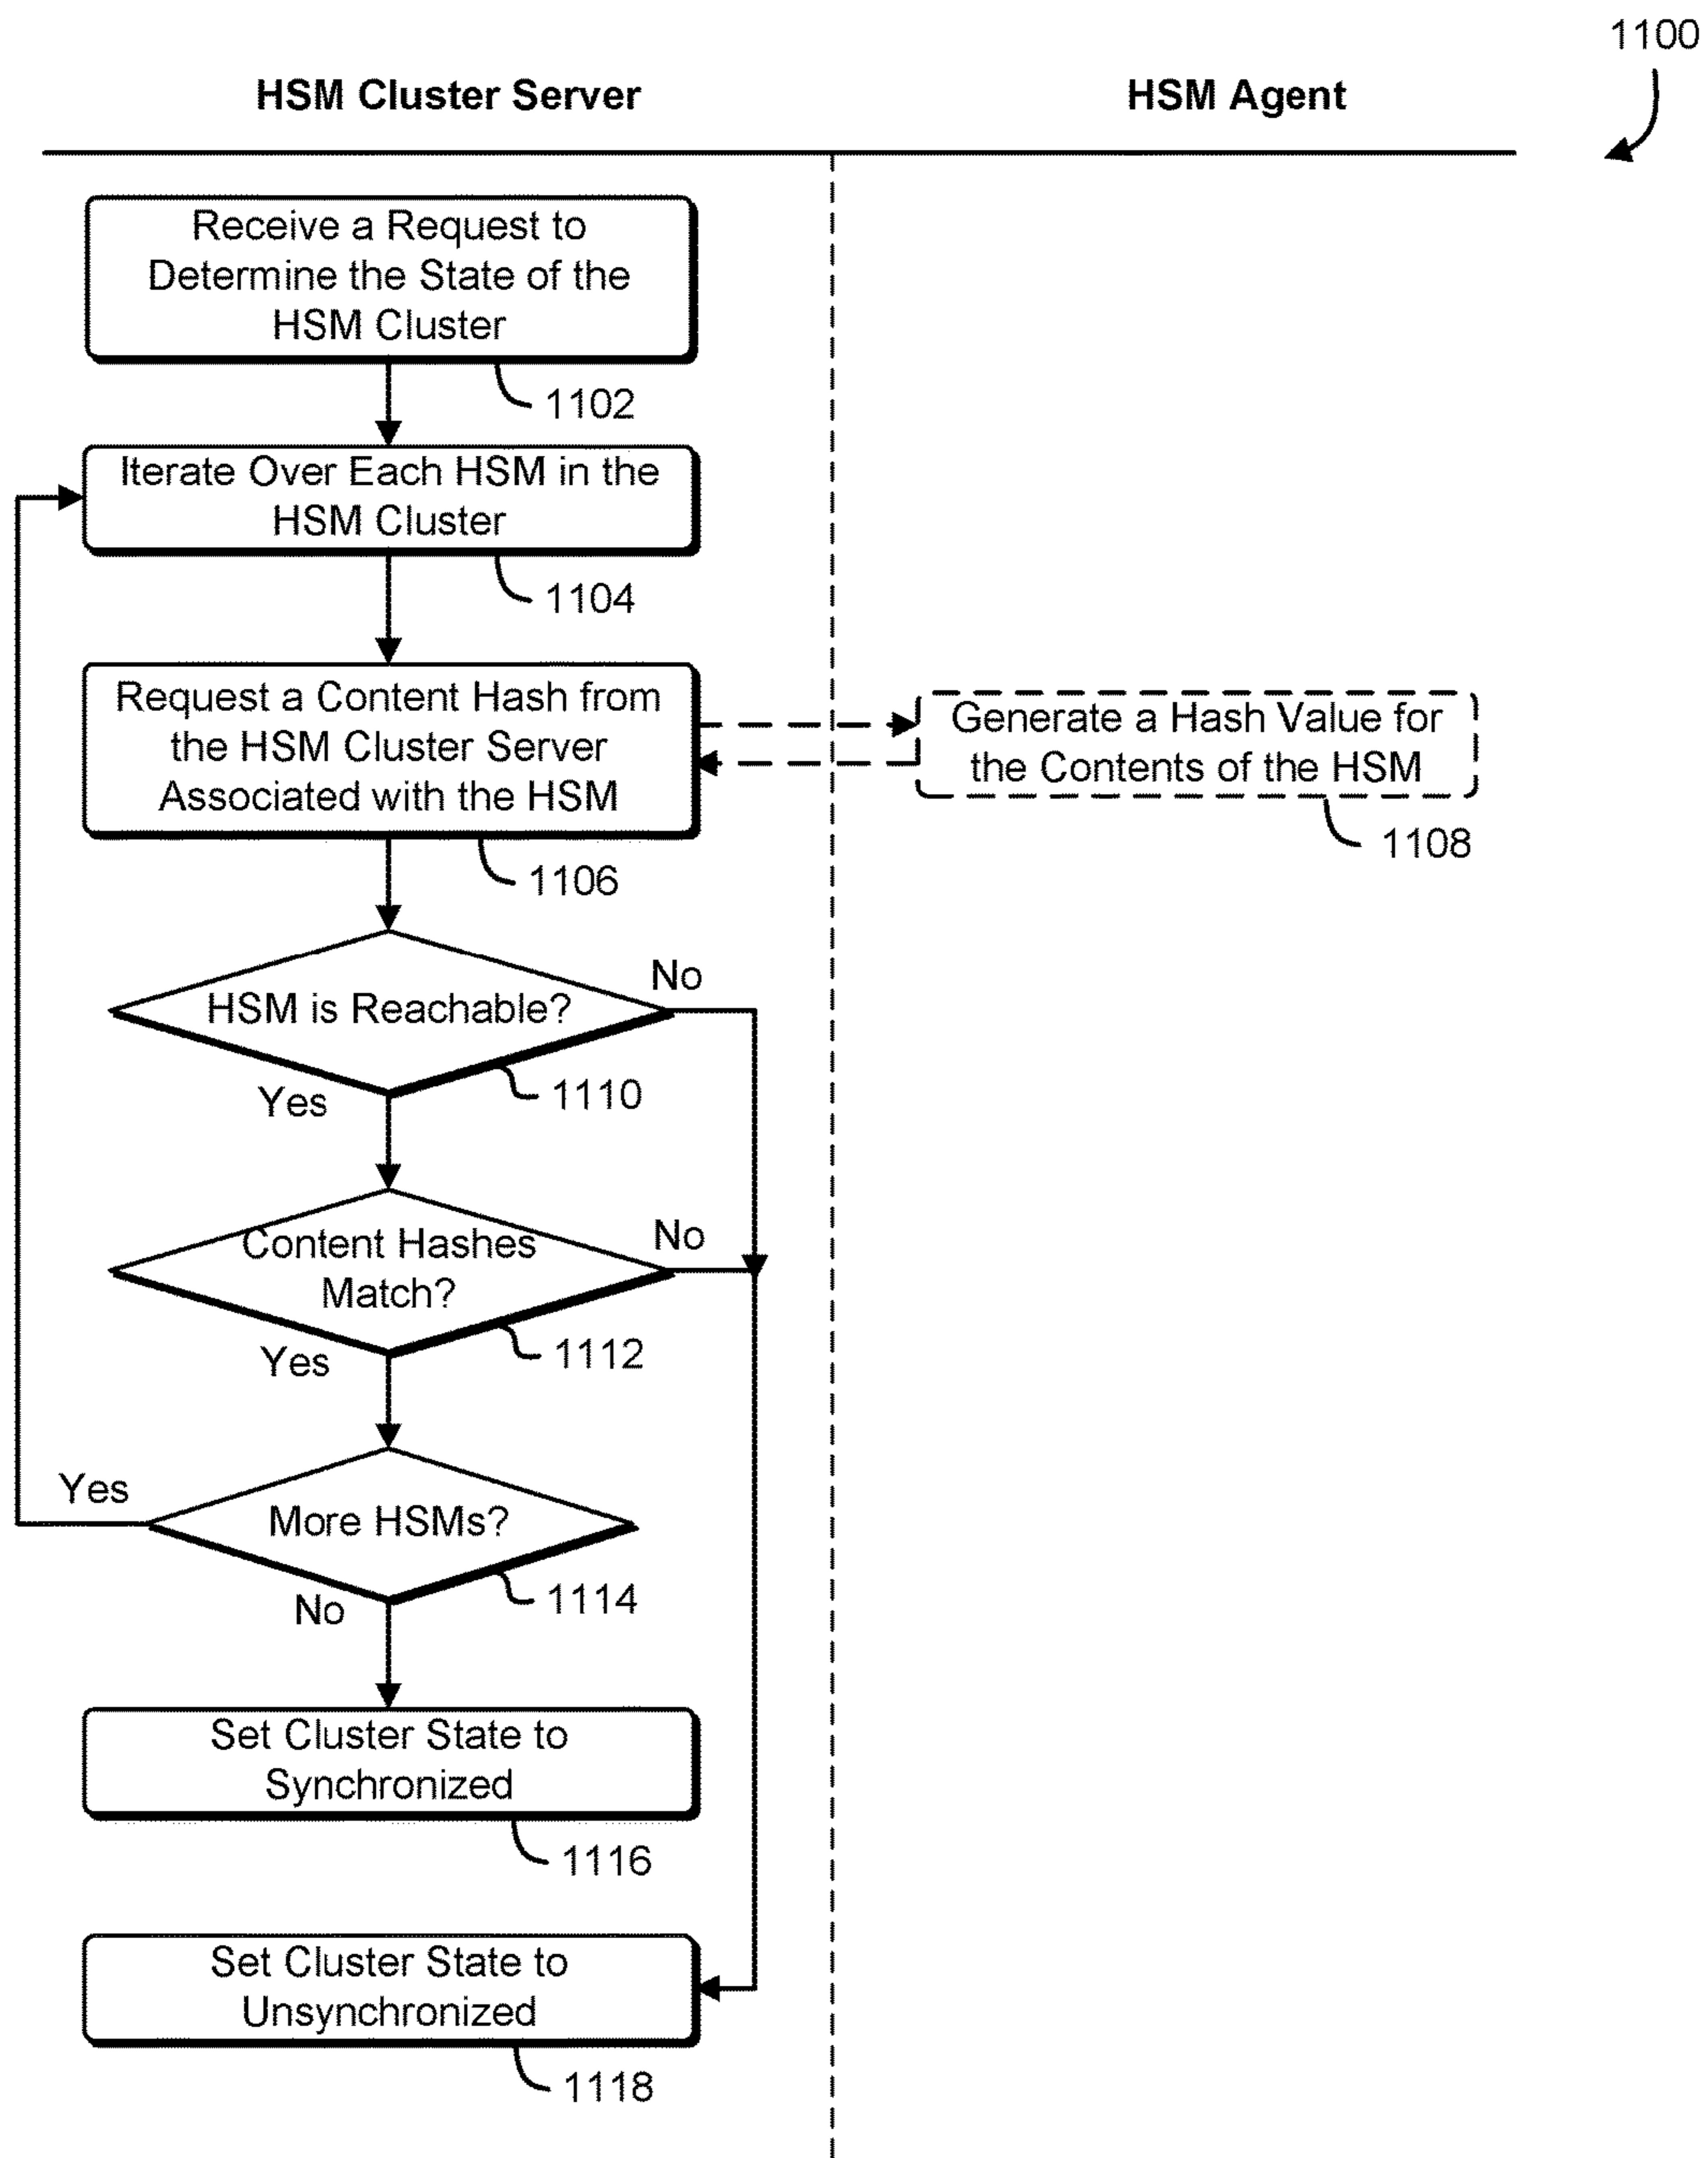 1100
HSM Cluster Server
HSM Agent
Receive a Request to
Determine the State of the
HSM Cluster
1102
Iterate Over Each HSM in the
HSM Cluster
1104
Request a Content Hash from
the HSM Cluster Server
Associated with the HSM
1106
Generate a Hash Value for
the Contents of the HSM
1108
HSM is Reachable?
No
Yes
1110
Content Hashes
Match?
No
Yes
1112
More HSMs?
Yes
No
1114
Set Cluster State to
Synchronized
1116
Set Cluster State to
Unsynchronized
1118